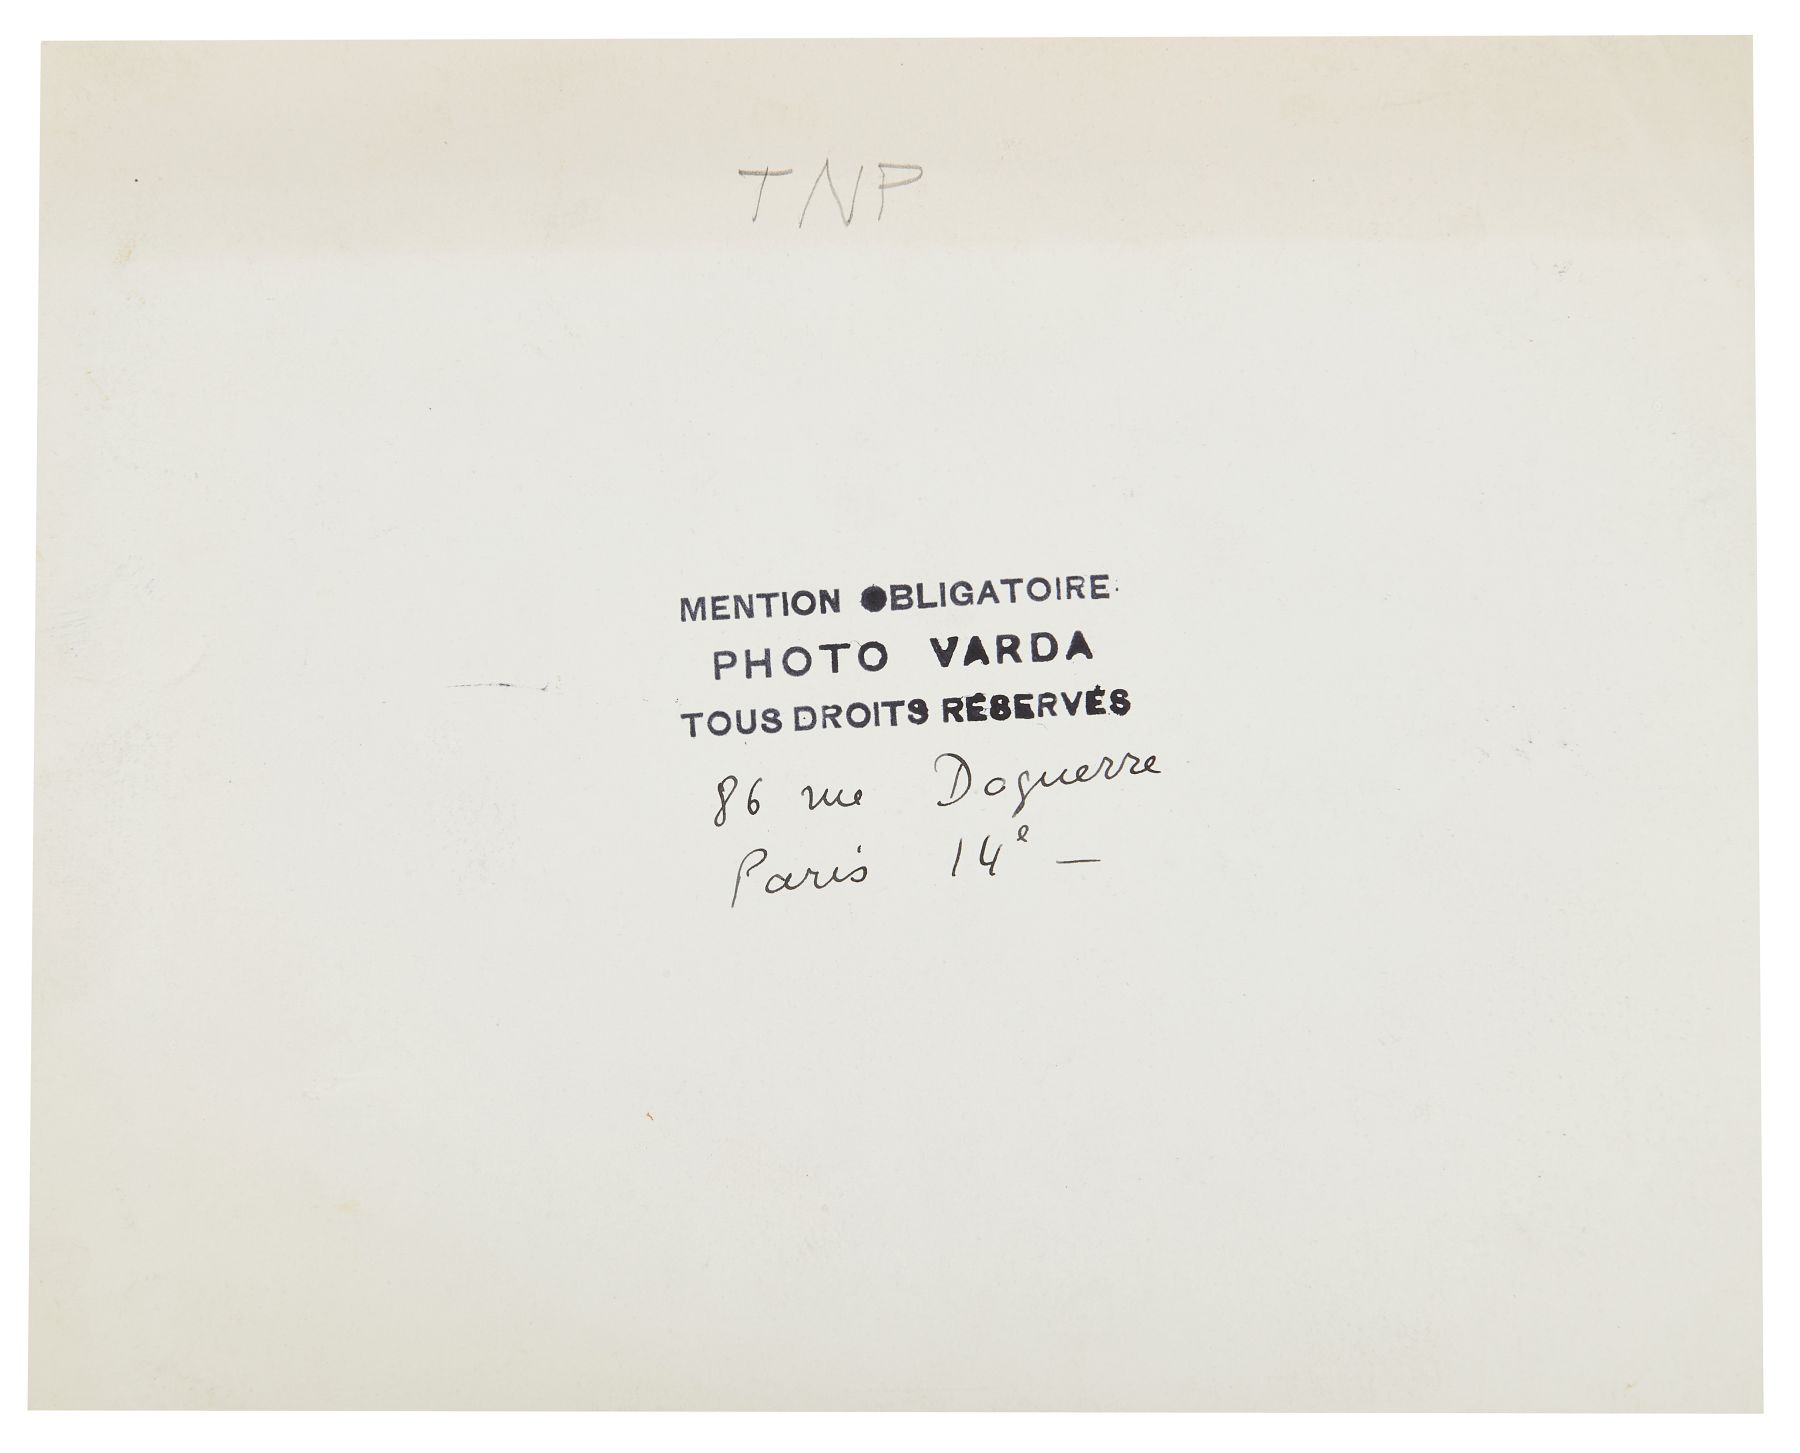 TNP
MENTION OBLIGATOIRE:
PHOTO VARDA
TOUS DROITS RÉSERVÉS
86 rue Daguerre
Paris 14e —